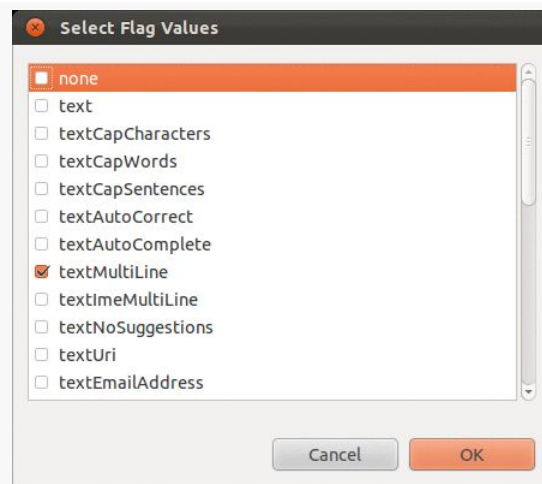 Select Flag Values
none
text
textCapCharacters
textCapWords
textCapSentences
textAutoCorrect
textAutoComplete
textMultiLine
textImeMultiLine
textNoSuggestions
textUri
textEmailAddress
Cancel OK